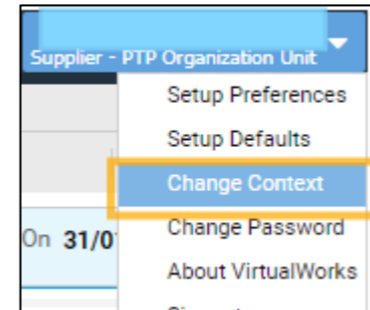 Supplier - PTP Organization Unit
Setup Preferences
Setup Defaults
Change Context
Change Password
On 31/0
About VirtualWorks